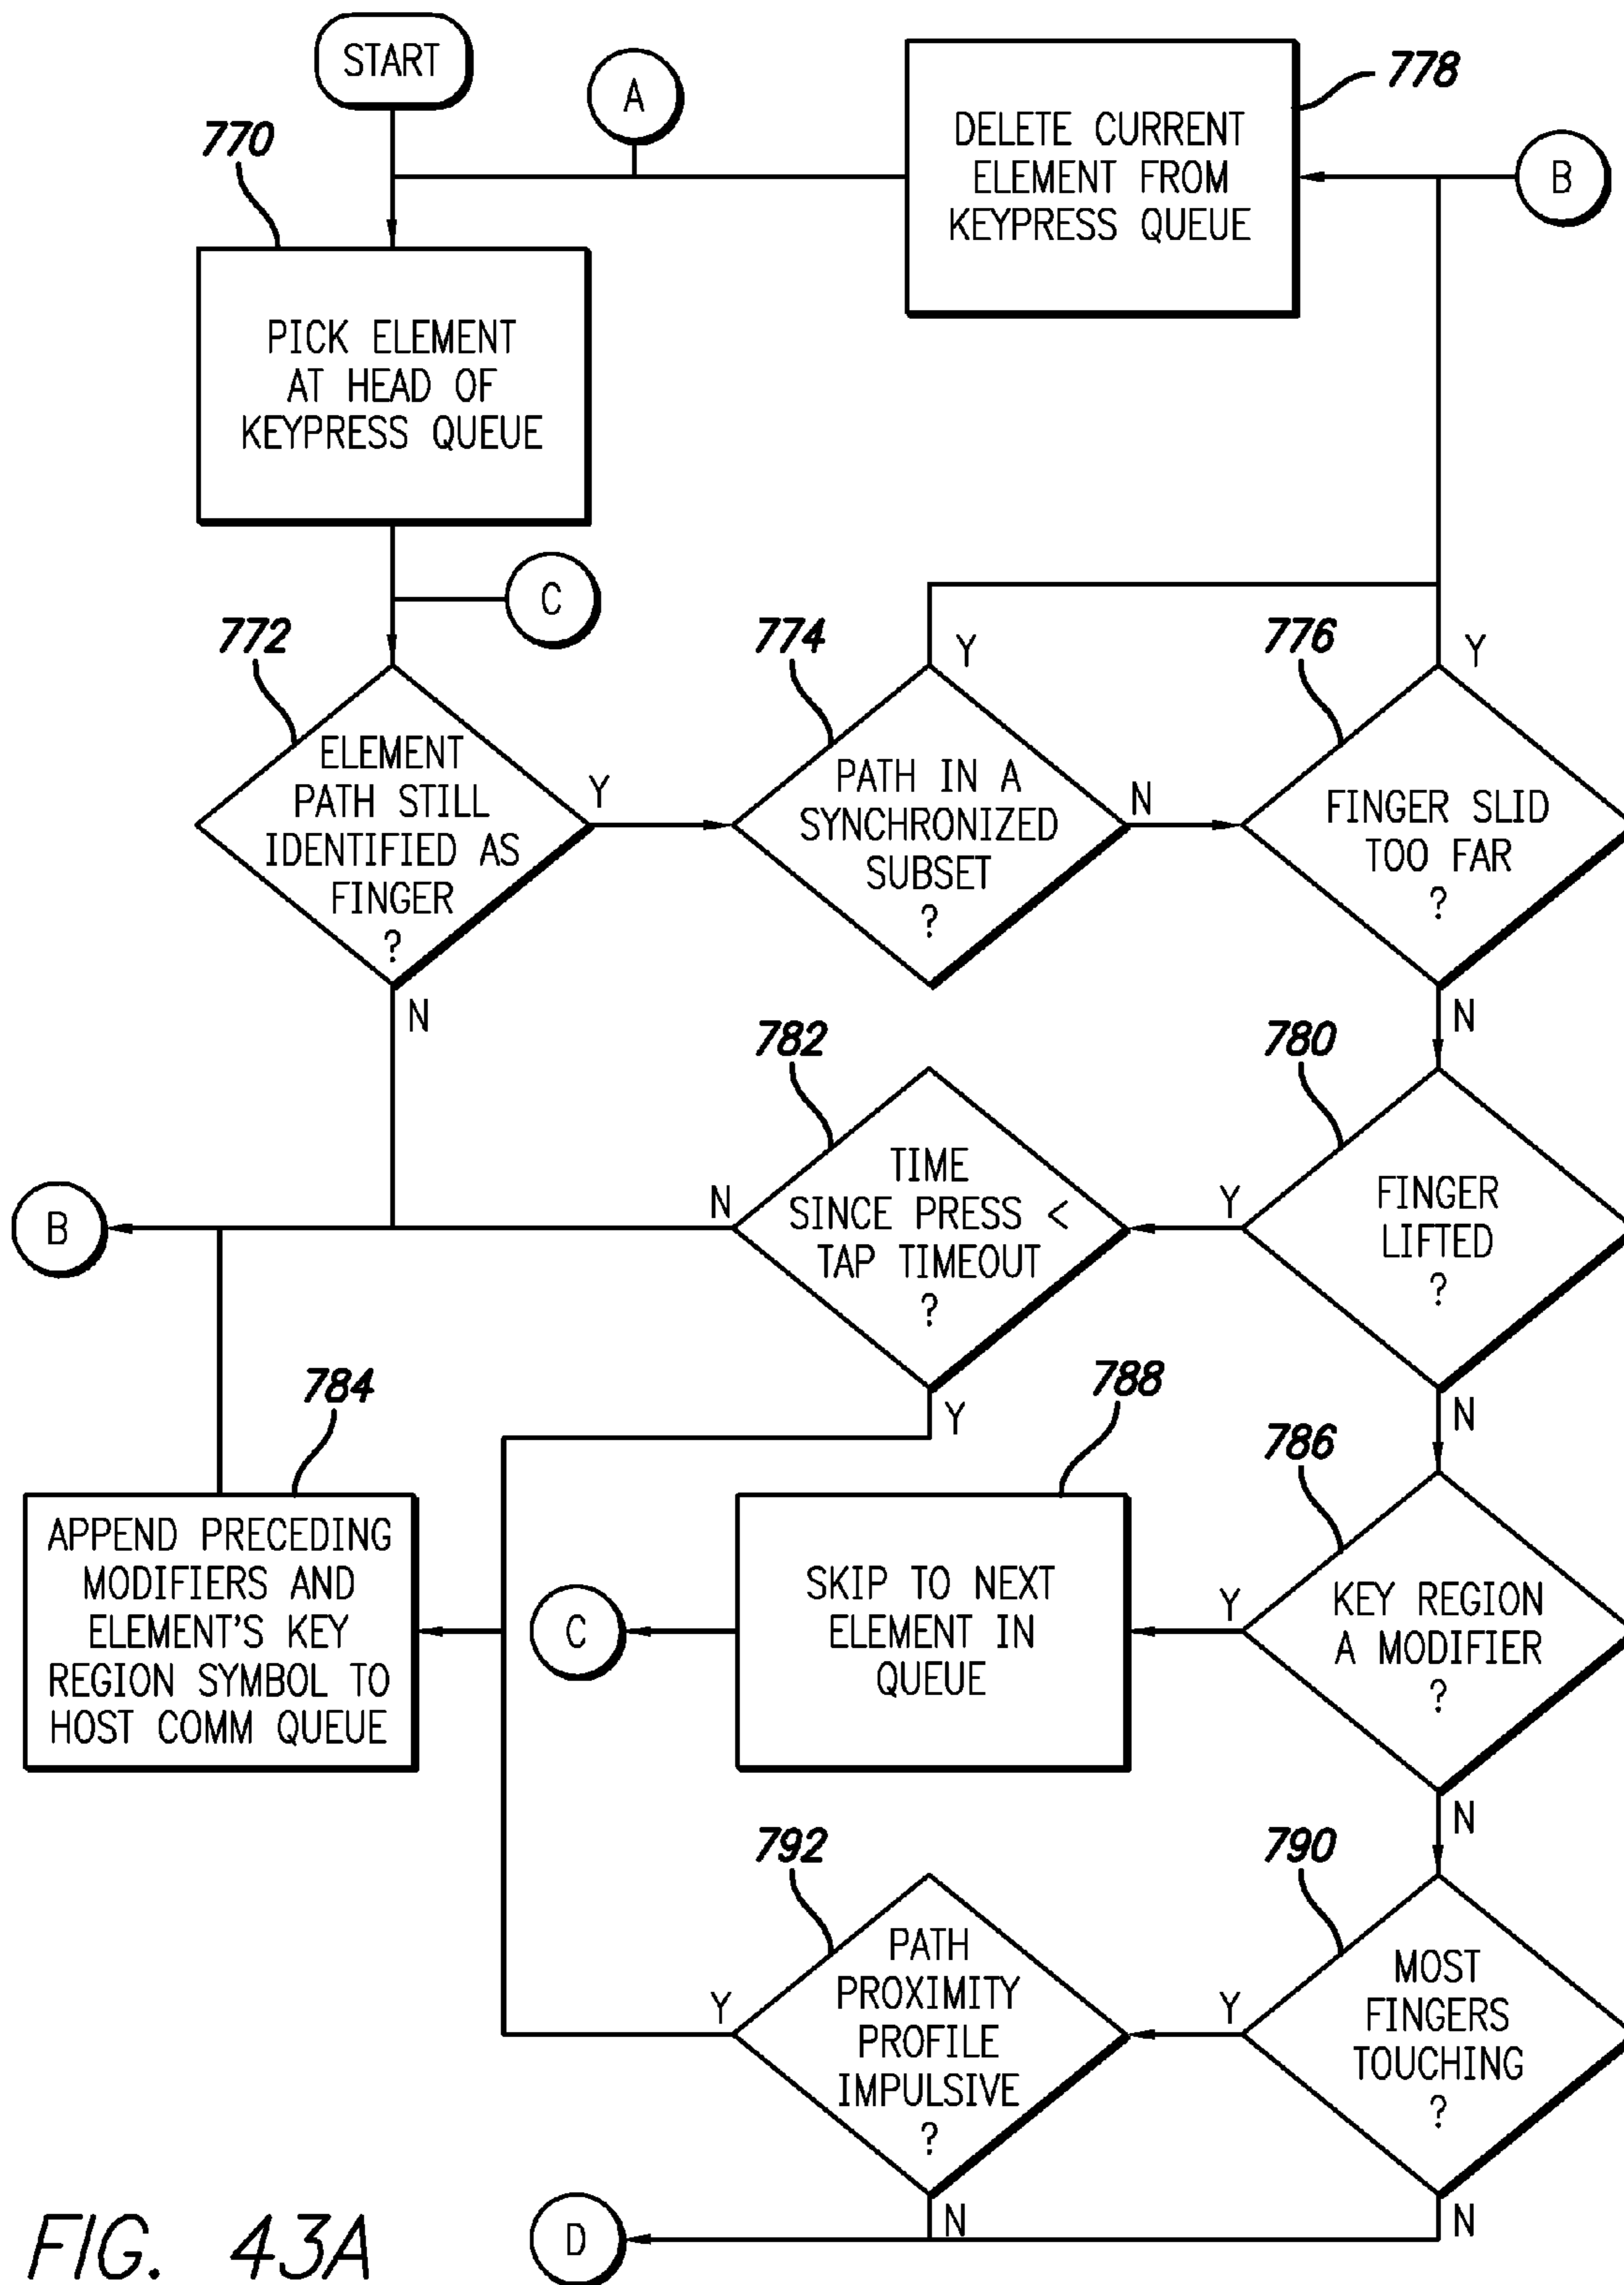 START
A
778
DELETE CURRENT
ELEMENT FROM
KEYPRESS QUEUE
B
770
PICK ELEMENT
AT HEAD OF
KEYPRESS QUEUE
C
772
ELEMENT
PATH STILL
IDENTIFIED AS
FINGER
?
Y
N
774
PATH IN A
SYNCHRONIZED
SUBSET
?
Y
N
776
FINGER SLID
TOO FAR
?
Y
N
782
TIME
SINCE PRESS <
TAP TIMEOUT
?
N
Y
780
FINGER
LIFTED
?
Y
N
B
784
APPEND PRECEDING
MODIFIERS AND
ELEMENT'S KEY
REGION SYMBOL TO
HOST COMM QUEUE
C
788
SKIP TO NEXT
ELEMENT IN
QUEUE
786
KEY REGION
A MODIFIER
?
Y
N
792
PATH
PROXIMITY
PROFILE
IMPULSIVE
?
Y
N
790
MOST
FINGERS
TOUCHING
?
Y
N
D
FIG. 43A